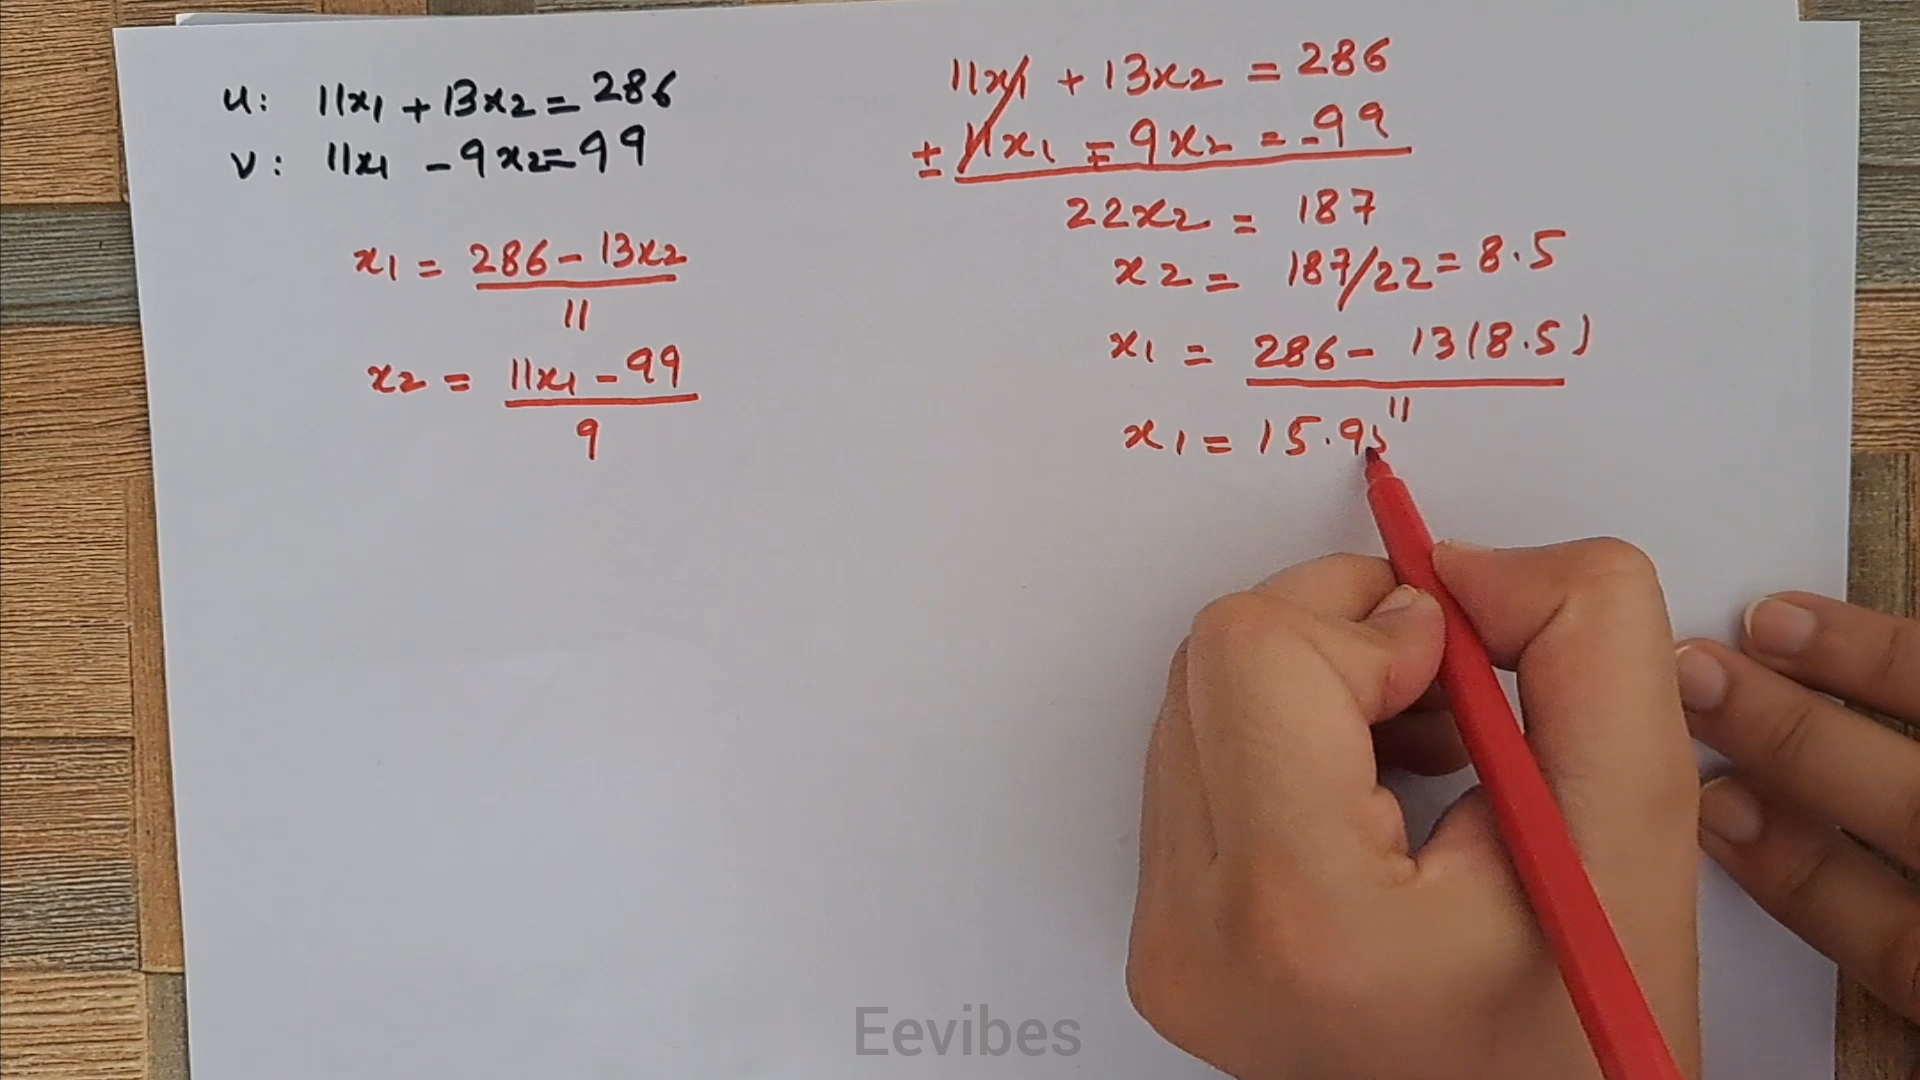 u: 11x1 + 13x2 = 286
v: 11x1 - 9x2 = 99
x1 = 286 - 13x2
11
x2 = 11x1 - 99
9
11x1 + 13x2 = 286
± 11x1 ∓ 9x2 = -99
22x2 = 187
x2 = 187/22 = 8.5
x1 = 286 - 13(8.5)
11
x1 = 15.95
Eevibes